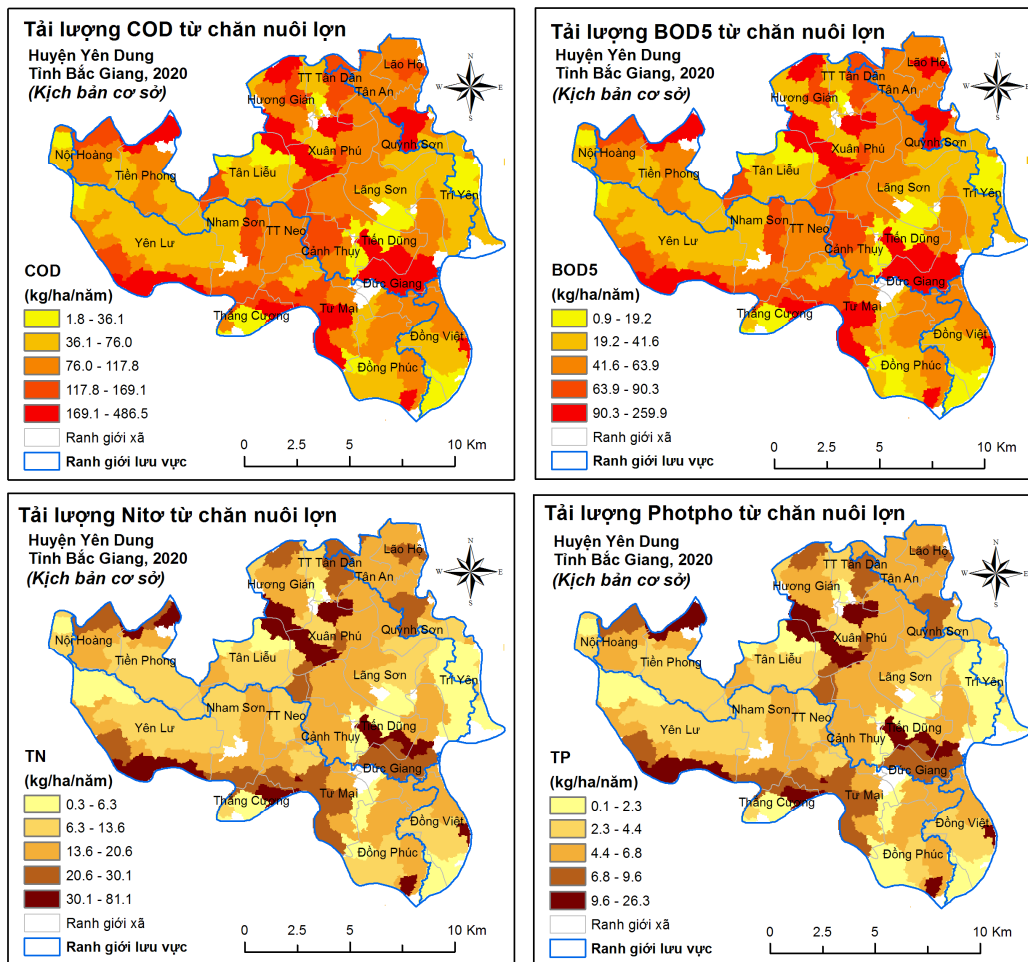 Tải lượng COD từ chăn nuôi lợn
Huyện Yên Dũng
Tỉnh Bắc Giang, 2020
(Kịch bản cơ sở)
N
W
E
S
Lão Hộ
TT Tân Dân
Tân An
Hương Gián
Quỳnh Sơn
Xuân Phú
Nội Hoàng
Tiền Phong
Tân Liễu
Lãng Sơn
Trí Yên
Nham Sơn
TT Neo
Yên Lư
Tiến Dũng
Cảnh Thụy
Đức Giang
Thắng Cương
Tư Mại
Đồng Việt
Đồng Phúc
COD
(kg/ha/năm)
1.8 - 36.1
36.1 - 76.0
76.0 - 117.8
117.8 - 169.1
169.1 - 486.5
Ranh giới xã
Ranh giới lưu vực
0 2.5 5 10 Km
Tải lượng BOD5 từ chăn nuôi lợn
Huyện Yên Dũng
Tỉnh Bắc Giang, 2020
(Kịch bản cơ sở)
N
W
E
S
Lão Hộ
TT Tân Dân
Tân An
Hương Gián
Quỳnh Sơn
Xuân Phú
Nội Hoàng
Tiền Phong
Tân Liễu
Lãng Sơn
Trí Yên
Nham Sơn
TT Neo
Yên Lư
Tiến Dũng
Cảnh Thụy
Đức Giang
Thắng Cương
Tư Mại
Đồng Việt
Đồng Phúc
BOD5
(kg/ha/năm)
0.9 - 19.2
19.2 - 41.6
41.6 - 63.9
63.9 - 90.3
90.3 - 259.9
Ranh giới xã
Ranh giới lưu vực
0 2.5 5 10 Km
Tải lượng Nitơ từ chăn nuôi lợn
Huyện Yên Dũng
Tỉnh Bắc Giang, 2020
(Kịch bản cơ sở)
N
W
E
S
Lão Hộ
TT Tân Dân
Tân An
Hương Gián
Quỳnh Sơn
Xuân Phú
Nội Hoàng
Tiền Phong
Tân Liễu
Lãng Sơn
Trí Yên
Nham Sơn
TT Neo
Yên Lư
Tiến Dũng
Cảnh Thụy
Đức Giang
Thắng Cương
Tư Mại
Đồng Việt
Đồng Phúc
TN
(kg/ha/năm)
0.3 - 6.3
6.3 - 13.6
13.6 - 20.6
20.6 - 30.1
30.1 - 81.1
Ranh giới xã
Ranh giới lưu vực
0 2.5 5 10 Km
Tải lượng Photpho từ chăn nuôi lợn
Huyện Yên Dũng
Tỉnh Bắc Giang, 2020
(Kịch bản cơ sở)
N
W
E
S
Lão Hộ
TT Tân Dân
Tân An
Hương Gián
Quỳnh Sơn
Xuân Phú
Nội Hoàng
Tiền Phong
Tân Liễu
Lãng Sơn
Trí Yên
Nham Sơn
TT Neo
Yên Lư
Tiến Dũng
Cảnh Thụy
Đức Giang
Thắng Cương
Tư Mại
Đồng Việt
Đồng Phúc
TP
(kg/ha/năm)
0.1 - 2.3
2.3 - 4.4
4.4 - 6.8
6.8 - 9.6
9.6 - 26.3
Ranh giới xã
Ranh giới lưu vực
0 2.5 5 10 Km